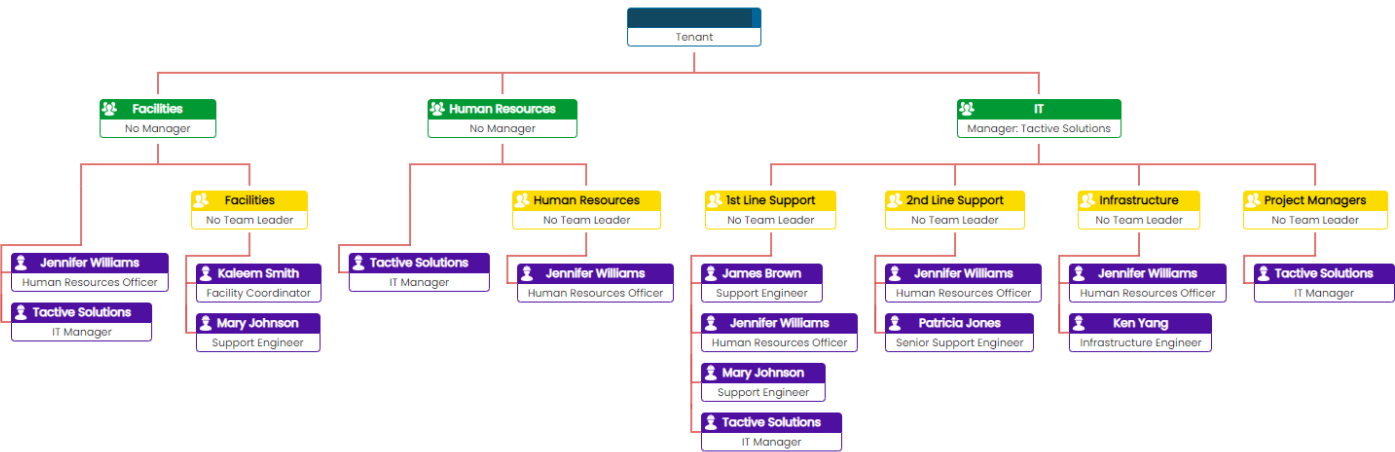 Tenant
Facilities
No Manager
Human Resources
No Manager
IT
Manager: Tactive Solutions
Facilities
No Team Leader
Human Resources
No Team Leader
1st Line Support
No Team Leader
2nd Line Support
No Team Leader
Infrastructure
No Team Leader
Project Managers
No Team Leader
Jennifer Williams
Human Resources Officer
Tactive Solutions
IT Manager
Kaleem Smith
Facility Coordinator
Mary Johnson
Support Engineer
Tactive Solutions
IT Manager
Jennifer Williams
Human Resources Officer
James Brown
Support Engineer
Jennifer Williams
Human Resources Officer
Mary Johnson
Support Engineer
Tactive Solutions
IT Manager
Jennifer Williams
Human Resources Officer
Patricia Jones
Senior Support Engineer
Jennifer Williams
Human Resources Officer
Ken Yang
Infrastructure Engineer
Tactive Solutions
IT Manager